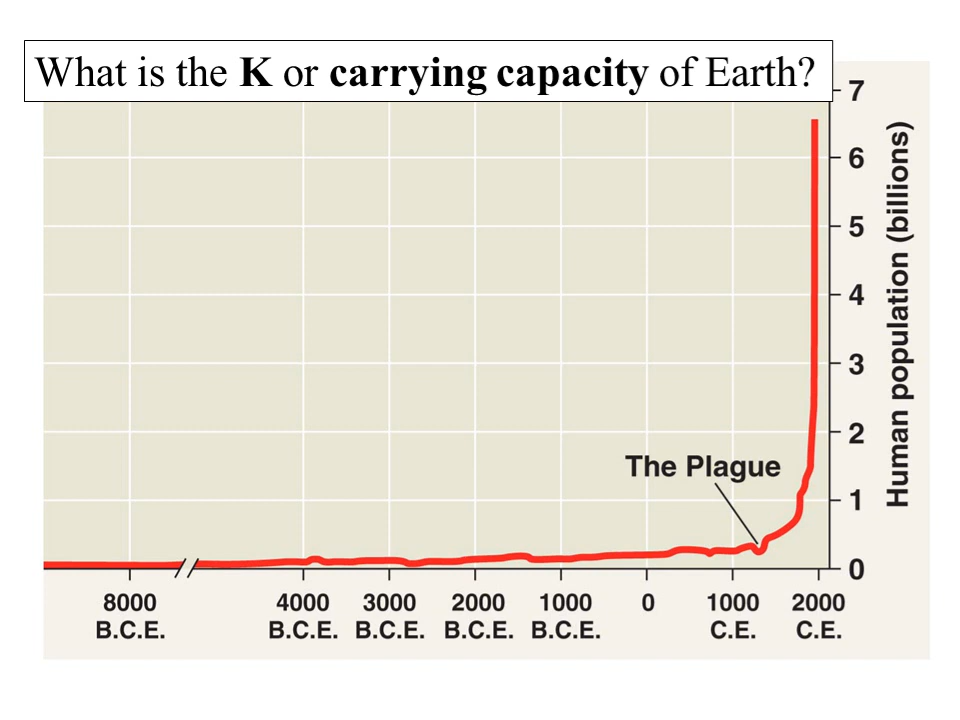 What is the K or carrying capacity of Earth?
7
6
5
4
3
2
1
0
Human population (billions)
The Plague
8000 4000 3000 2000 1000 0 1000 2000
B.C.E. B.C.E. B.C.E. B.C.E. B.C.E. C.E. C.E.